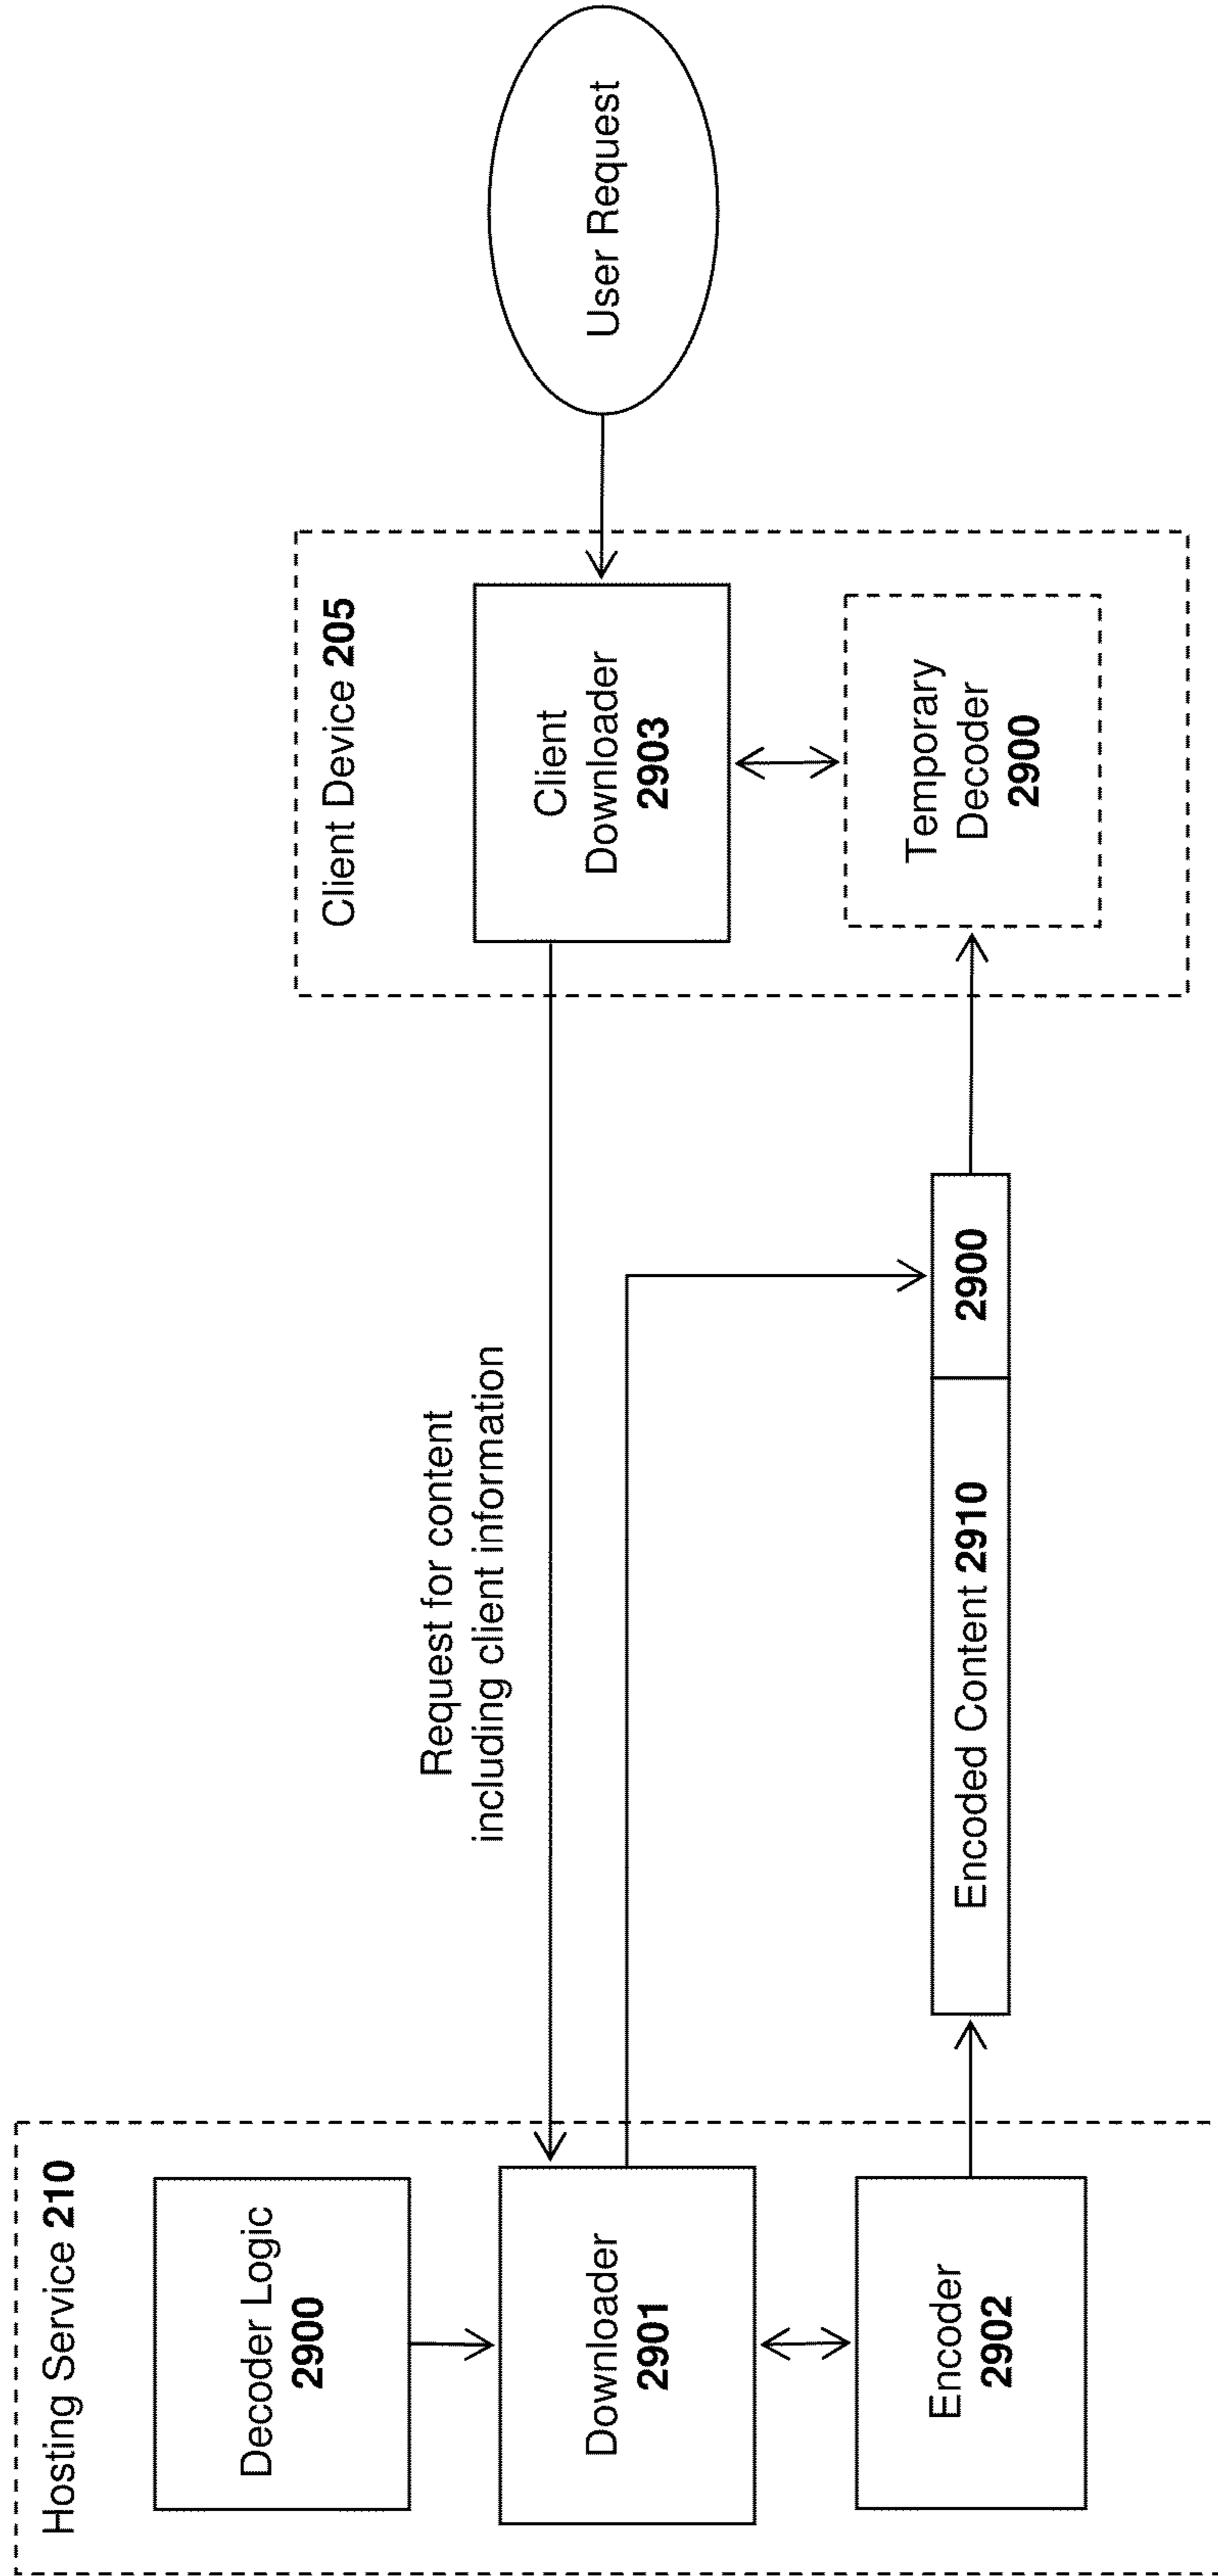 Hosting Service 210
Decoder Logic
2900
Downloader
2901
Encoder
2902
Request for content
including client information
Encoded Content 2910
2900
Client Device 205
Client
Downloader
2903
Temporary
Decoder
2900
User Request